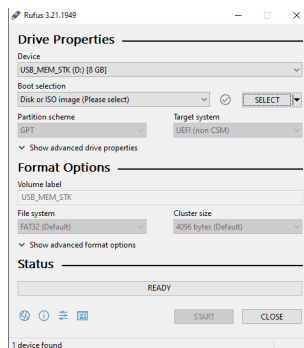 Rufus 3.21.1949
Drive Properties
Device
USB_MEM_STK (D:) [8 GB]
Boot selection
Disk or ISO image (Please select)
SELECT
Partition scheme
Target system
GPT
UEFI (non CSM)
Show advanced drive properties
Format Options
Volume label
USB_MEM_STK
File system
Cluster size
FAT32 (Default)
4096 bytes (Default)
Show advanced format options
Status
READY
START
CLOSE
1 device found